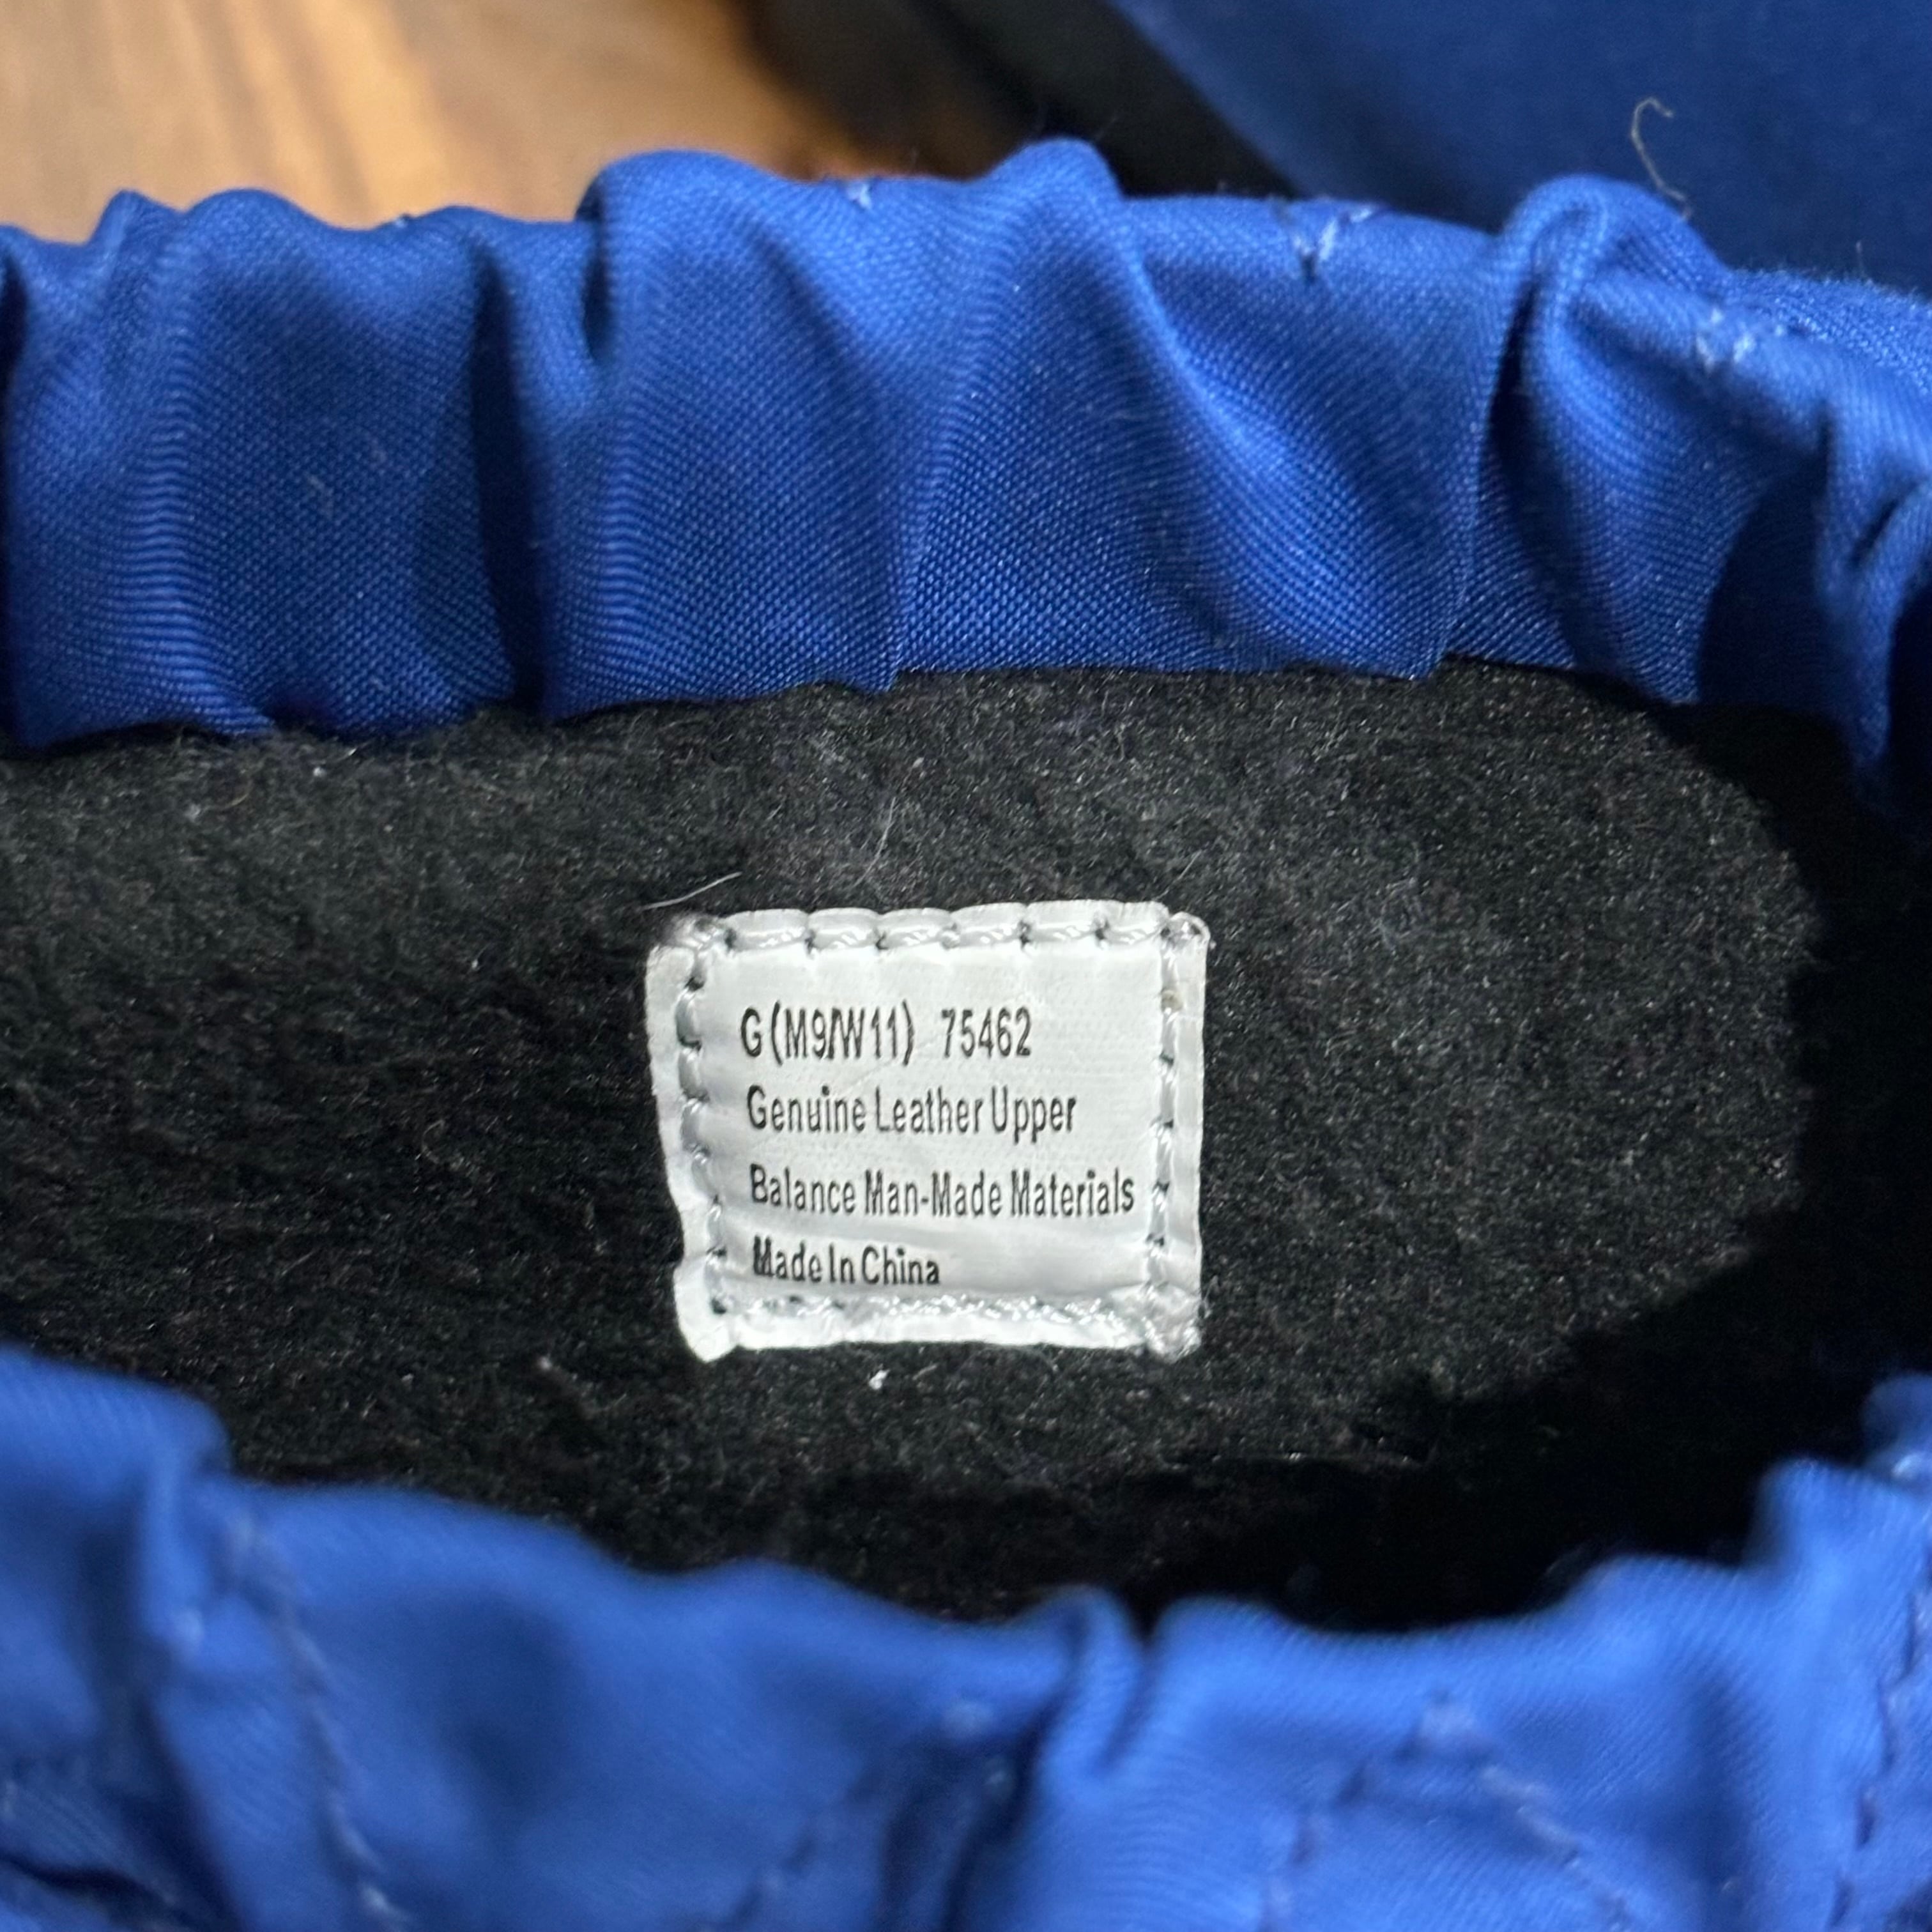 G (M9/W11) 75462
Genuine Leather Upper
Balance Man-Made Materials
Made In China